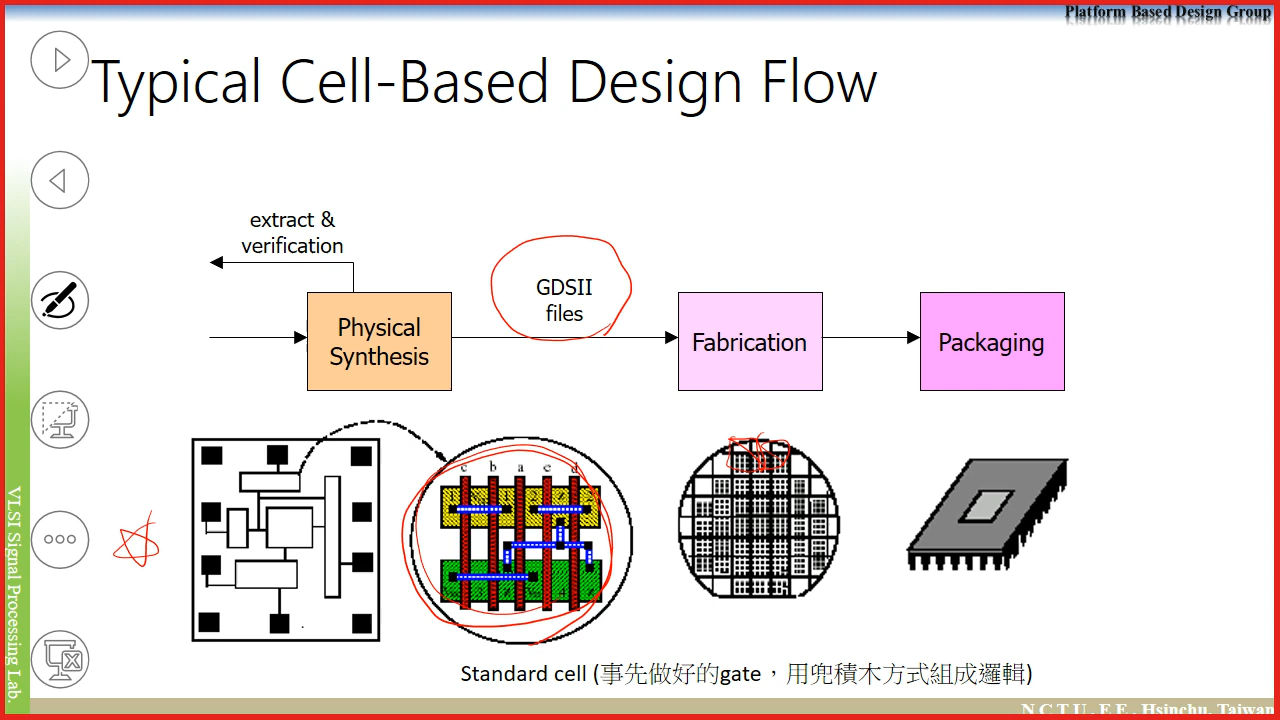 Platform Based Design Group
Typical Cell-Based Design Flow
extract &
verification
GDSII
files
Physical
Synthesis
Fabrication
Packaging
c b a e d
VLSI Signal Processing Lab.
Standard cell (事先做好的gate，用兜積木方式組成邏輯)
N C T U . E E , Hsinchu, Taiwan